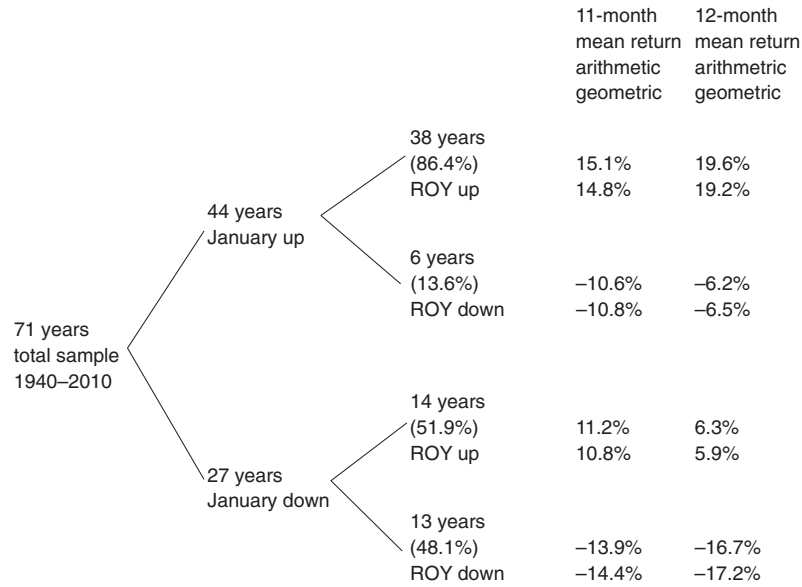 11-month 12-month
mean return mean return
arithmetic arithmetric
geometric geometric
38 years
(86.4%) 15.1% 19.6%
ROY up 14.8% 19.2%
44 years
January up
6 years
(13.6%) –10.6% –6.2%
ROY down –10.8% –6.5%
71 years
total sample
1940–2010
14 years
(51.9%) 11.2% 6.3%
ROY up 10.8% 5.9%
27 years
January down
13 years
(48.1%) –13.9% –16.7%
ROY down –14.4% –17.2%